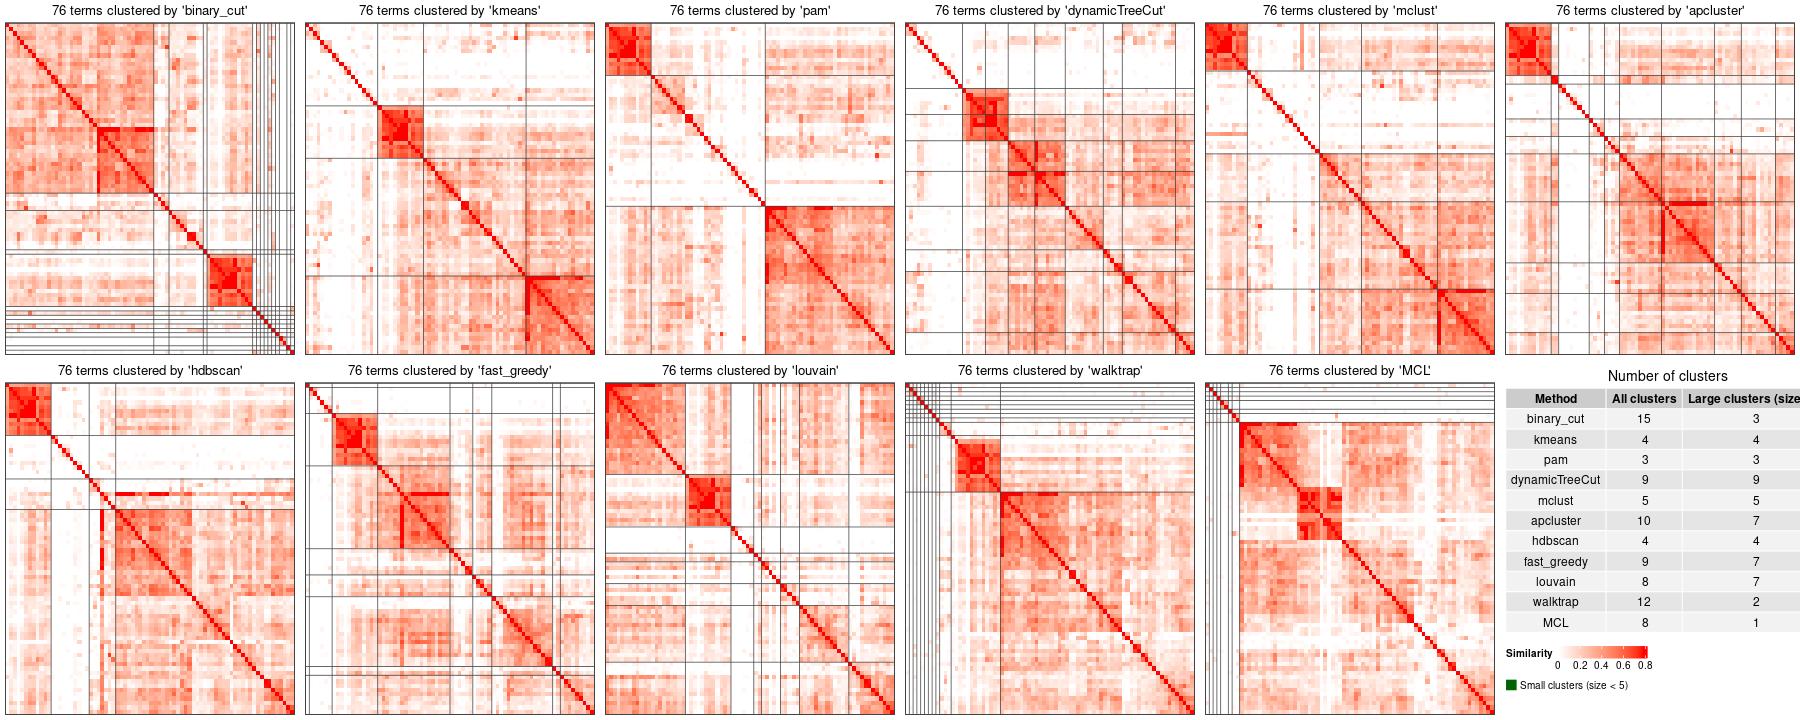 76 terms clustered by 'binary_cut'
76 terms clustered by 'kmeans'
76 terms clustered by 'pam'
76 terms clustered by 'dynamicTreeCut'
76 terms clustered by 'mclust'
76 terms clustered by 'apcluster'
76 terms clustered by 'hdbscan'
76 terms clustered by 'fast_greedy'
76 terms clustered by 'louvain'
76 terms clustered by 'walktrap'
76 terms clustered by 'MCL'
Number of clusters
Method All clusters Large clusters (size
binary_cut 15 3
kmeans 4 4
pam 3 3
dynamicTreeCut 9 9
mclust 5 5
apcluster 10 7
hdbscan 4 4
fast_greedy 9 7
louvain 8 7
walktrap 12 2
MCL 8 1
Similarity
0 0.2 0.4 0.6 0.8
Small clusters (size < 5)